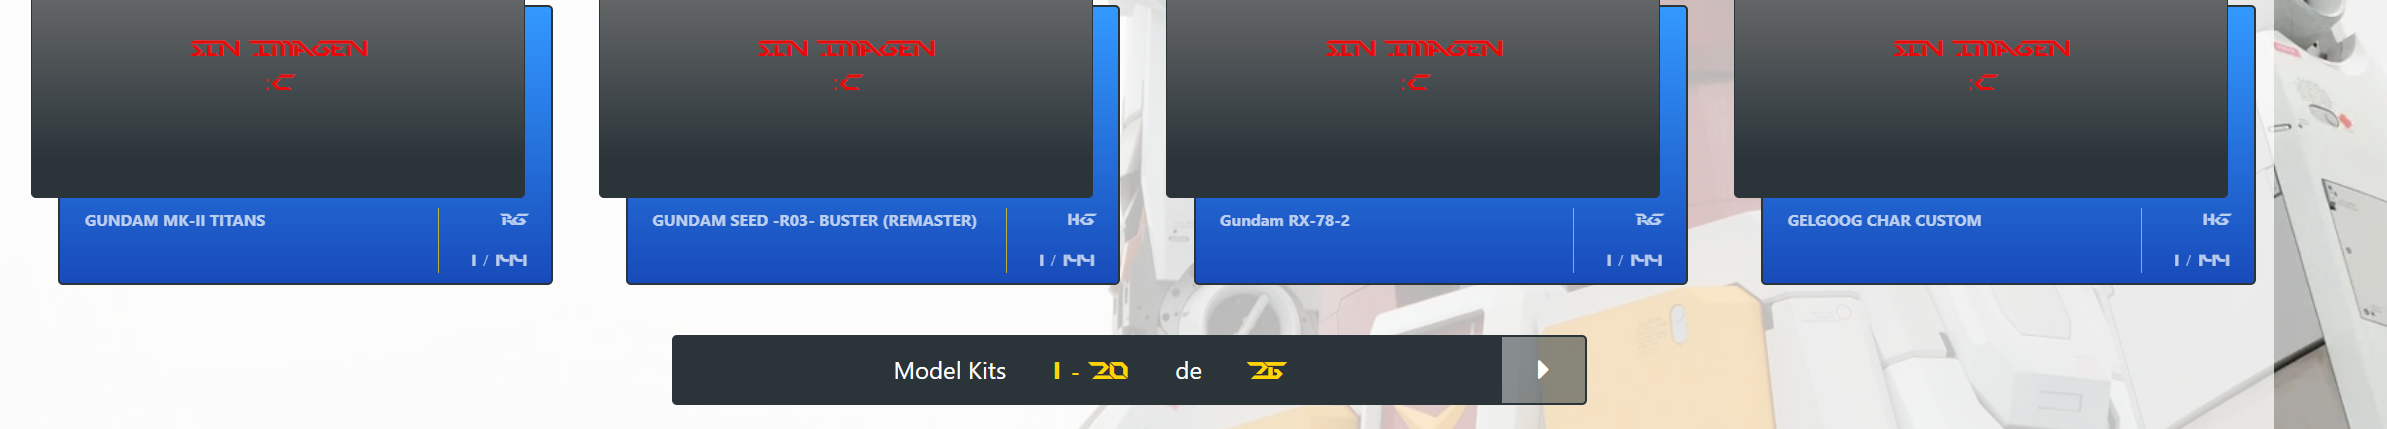 SIN IMAGEN
:C
SIN IMAGEN
:C
SIN IMAGEN
:C
SIN IMAGEN
:C
GUNDAM MK-II TITANS
RG
1 / 144
GUNDAM SEED -R03- BUSTER (REMASTER)
HG
1 / 144
Gundam RX-78-2
RG
1 / 144
GELGOOG CHAR CUSTOM
HG
1 / 144
Model Kits 1 - 20 de 26